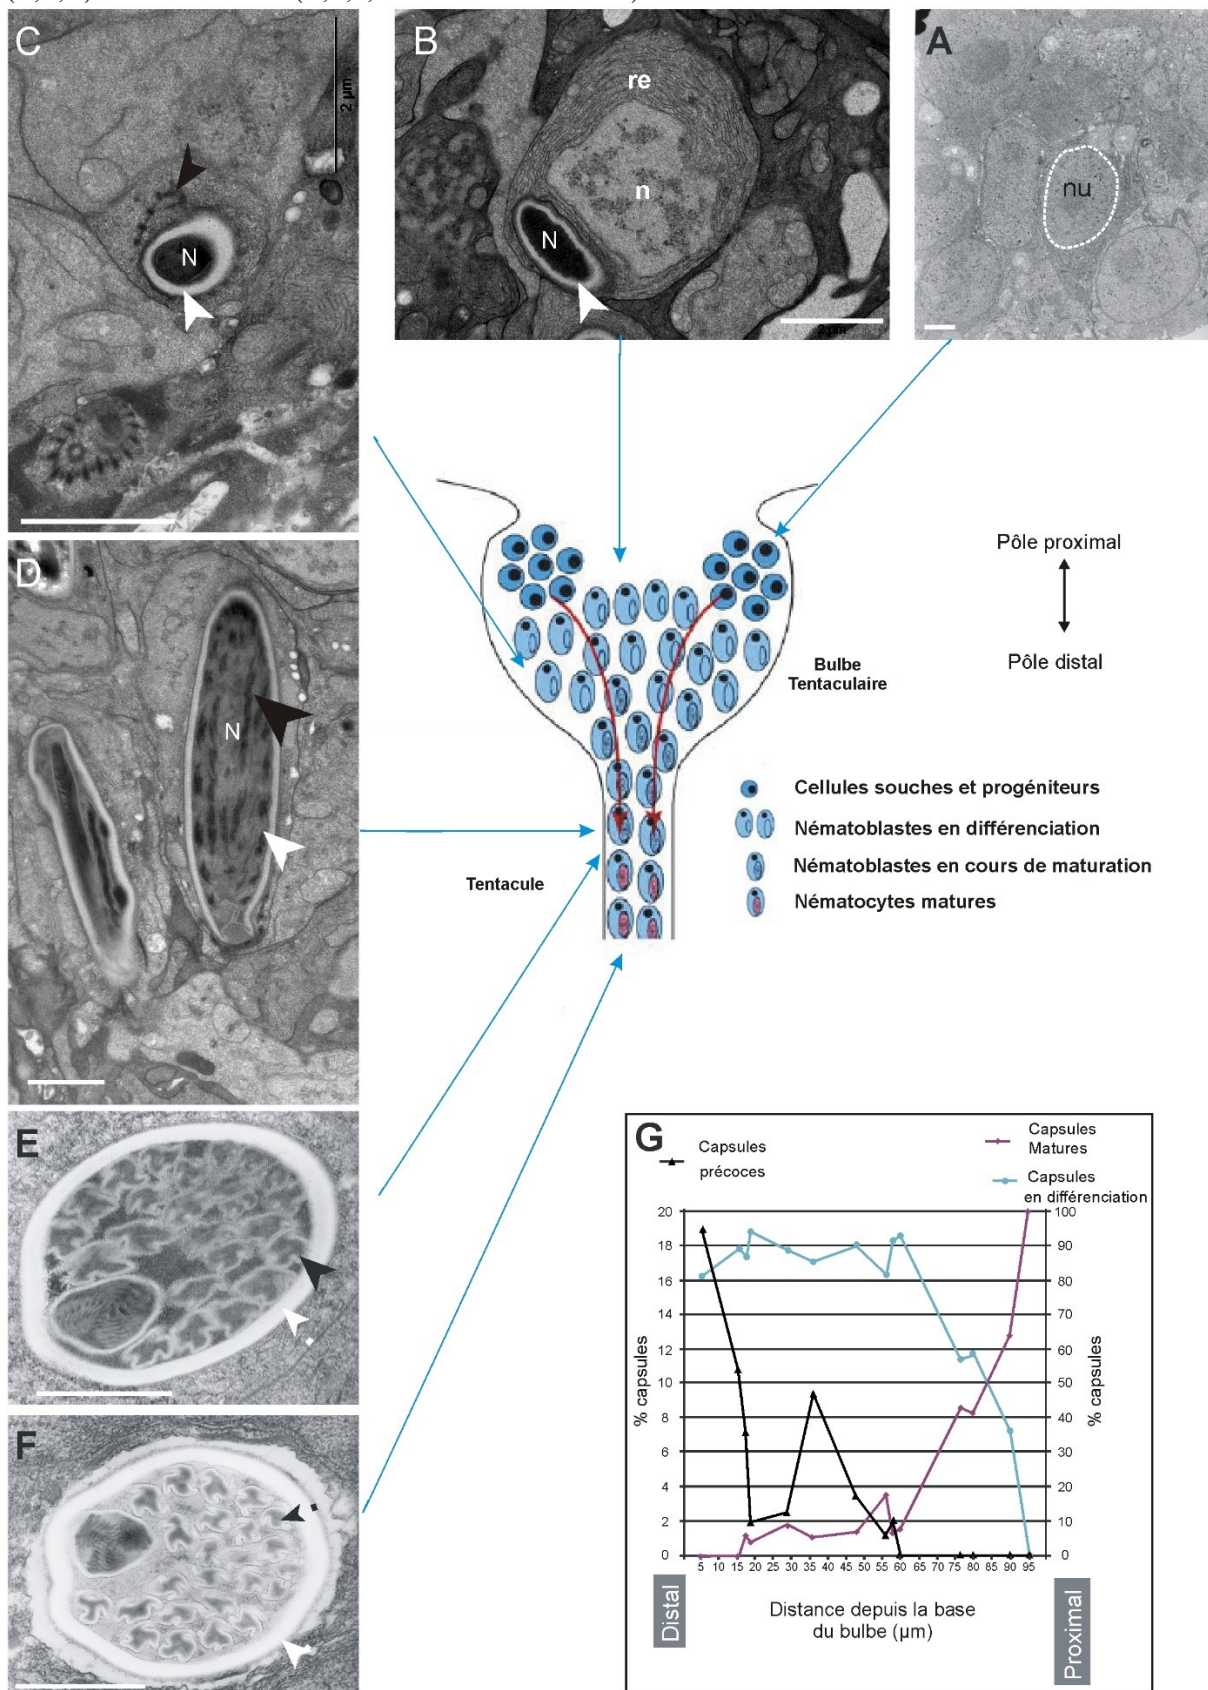 C
2 µm
N
B
re
n
N
2 µm
A
nu
Pôle proximal
Pôle distal
Bulbe
Tentaculaire
Cellules souches et progéniteurs
Nématoblastes en différenciation
Nématoblastes en cours de maturation
Nématocytes matures
Tentacule
D
N
E
F
G
Capsules
précoces
Capsules
Matures
Capsules
en différenciation
% capsules
20
18
16
14
12
10
8
6
4
2
0
100
90
80
70
60
50
40
30
20
10
0
% capsules
5 10 15 20 25 30 35 40 45 50 55 60 65 70 75 80 85 90 95
Distal
Distance depuis la base
du bulbe (µm)
Proximal